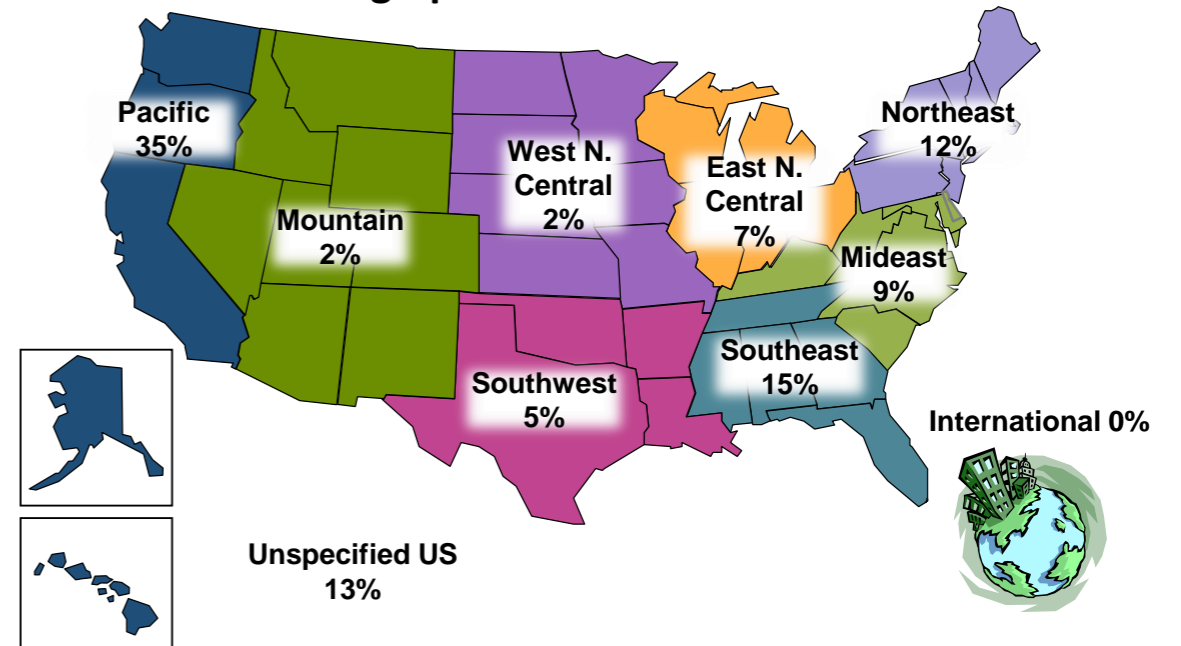 Pacific
35%
Northeast
12%
West N.
Central
2%
East N.
Central
7%
Mountain
2%
Mideast
9%
Southeast
15%
Southwest
5%
International 0%
Unspecified US
13%